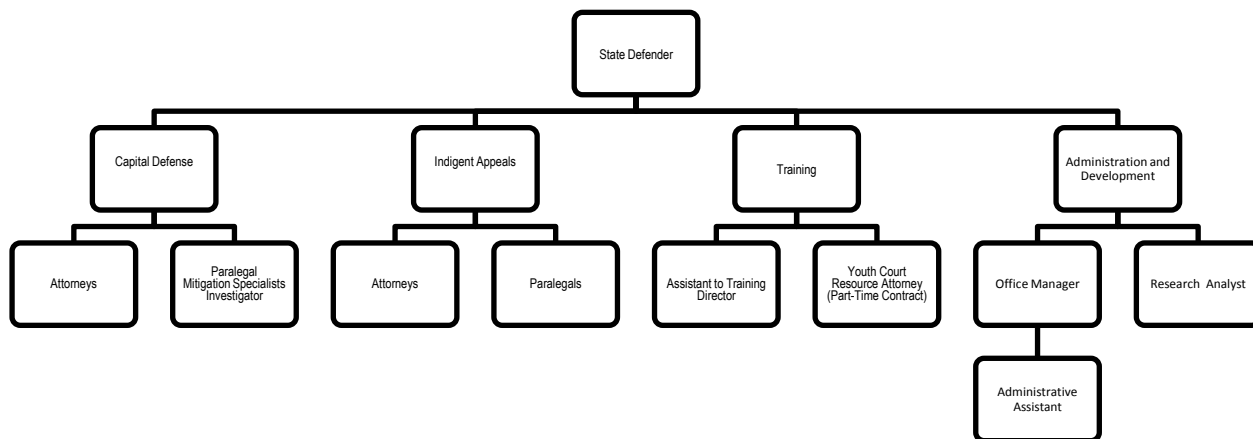 State Defender
Capital Defense
Indigent Appeals
Training
Administration and
Development
Attorneys
Paralegal
Mitigation Specialists
Investigator
Attorneys
Paralegals
Assistant to Training
Director
Youth Court
Resource Attorney
(Part-Time Contract)
Office Manager
Research Analyst
Administrative
Assistant